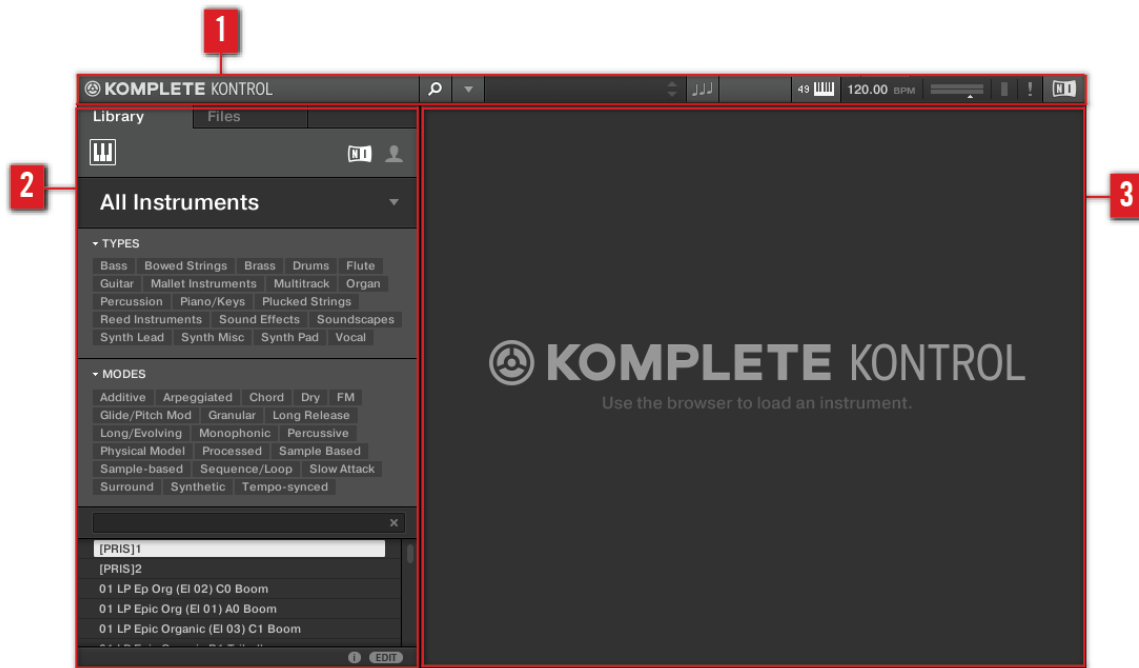 1
KOMPLETE KONTROL
49
120.00 BPM
NI
Library Files
NI
2
3
All Instruments
TYPES
Bass Bowed Strings Brass Drums Flute
Guitar Mallet Instruments Multitrack Organ
Percussion Piano/Keys Plucked Strings
Reed Instruments Sound Effects Soundscapes
Synth Lead Synth Misc Synth Pad Vocal
MODES
Additive Arpeggiated Chord Dry FM
Glide/Pitch Mod Granular Long Release
Long/Evolving Monophonic Percussive
Physical Model Processed Sample Based
Sample-based Sequence/Loop Slow Attack
Surround Synthetic Tempo-synced
KOMPLETE KONTROL
Use the browser to load an instrument.
[PRIS]1
[PRIS]2
01 LP Ep Org (El 02) C0 Boom
01 LP Epic Org (El 01) A0 Boom
01 LP Epic Organic (El 03) C1 Boom
EDIT